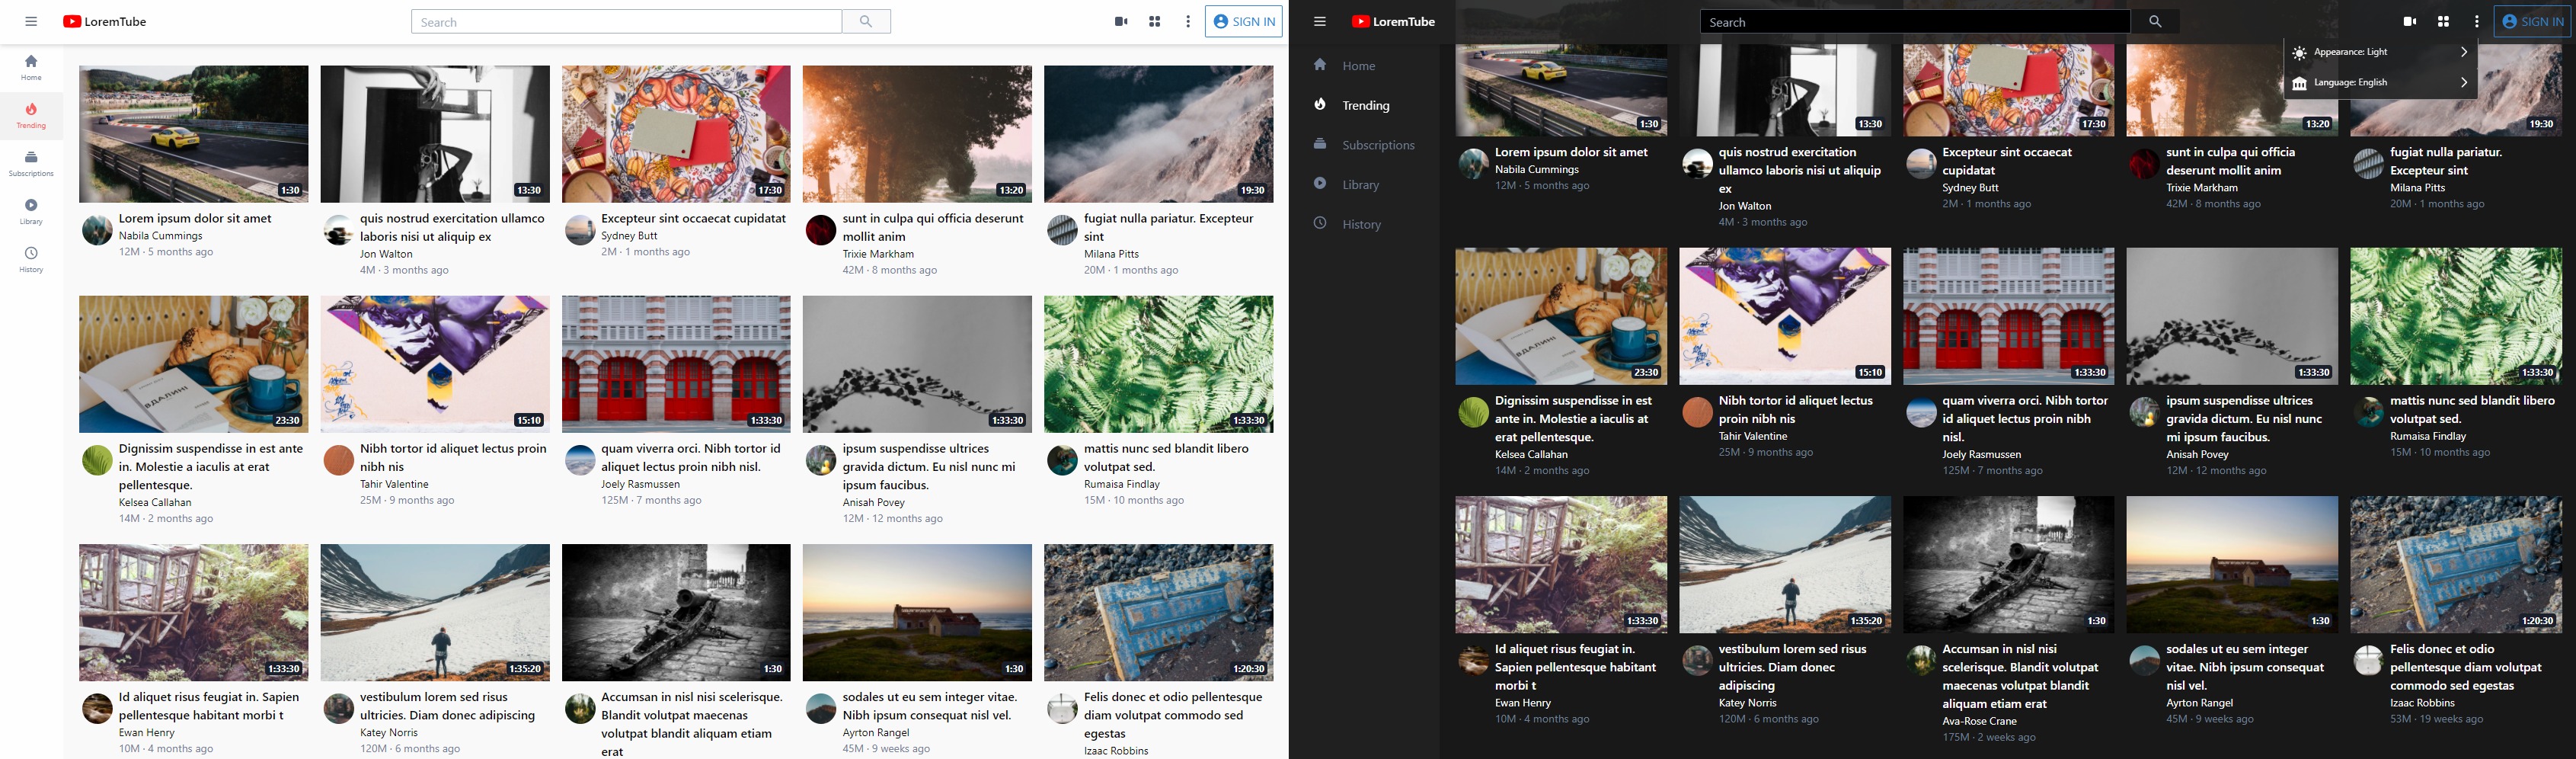 LoremTube
Search
SIGN IN
Home
Trending
Subscriptions
Library
History
1:30
13:30
17:30
13:20
19:30
Lorem ipsum dolor sit amet
Nabila Cummings
12M · 5 months ago
quis nostrud exercitation ullamco
laboris nisi ut aliquip ex
Jon Walton
4M · 3 months ago
Excepteur sint occaecat cupidatat
Sydney Butt
2M · 1 months ago
sunt in culpa qui officia deserunt
mollit anim
Trixie Markham
42M · 8 months ago
fugiat nulla pariatur. Excepteur
sint
Milana Pitts
20M · 1 months ago
ВДАЛИНІ
23:30
15:10
1:33:30
1:33:30
1:33:30
Dignissim suspendisse in est ante
in. Molestie a iaculis at erat
pellentesque.
Kelsea Callahan
14M · 2 months ago
Nibh tortor id aliquet lectus proin
nibh nis
Tahir Valentine
25M · 9 months ago
quam viverra orci. Nibh tortor id
aliquet lectus proin nibh nisl.
Joely Rasmussen
125M · 7 months ago
ipsum suspendisse ultrices
gravida dictum. Eu nisl nunc mi
ipsum faucibus.
Anisah Povey
12M · 12 months ago
mattis nunc sed blandit libero
volutpat sed.
Rumaisa Findlay
15M · 10 months ago
1:33:30
1:35:20
1:30
1:30
1:20:30
Id aliquet risus feugiat in. Sapien
pellentesque habitant morbi t
Ewan Henry
10M · 4 months ago
vestibulum lorem sed risus
ultricies. Diam donec adipiscing
Katey Norris
120M · 6 months ago
Accumsan in nisl nisi scelerisque.
Blandit volutpat maecenas
volutpat blandit aliquam etiam
erat
sodales ut eu sem integer vitae.
Nibh ipsum consequat nisl vel.
Ayrton Rangel
45M · 9 weeks ago
Felis donec et odio pellentesque
diam volutpat commodo sed
egestas
Izaac Robbins
LoremTube
Search
SIGN IN
Appearance: Light
Language: English
Home
Trending
Subscriptions
Library
History
1:30
13:30
17:30
13:20
19:30
Lorem ipsum dolor sit amet
Nabila Cummings
12M · 5 months ago
quis nostrud exercitation
ullamco laboris nisi ut aliquip
ex
Jon Walton
4M · 3 months ago
Excepteur sint occaecat
cupidatat
Sydney Butt
2M · 1 months ago
sunt in culpa qui officia
deserunt mollit anim
Trixie Markham
42M · 8 months ago
fugiat nulla pariatur.
Excepteur sint
Milana Pitts
20M · 1 months ago
ВДАЛИНІ
23:30
15:10
1:33:30
1:33:30
1:33:30
Dignissim suspendisse in est
ante in. Molestie a iaculis at
erat pellentesque.
Kelsea Callahan
14M · 2 months ago
Nibh tortor id aliquet lectus
proin nibh nis
Tahir Valentine
25M · 9 months ago
quam viverra orci. Nibh tortor
id aliquet lectus proin nibh
nisl.
Joely Rasmussen
125M · 7 months ago
ipsum suspendisse ultrices
gravida dictum. Eu nisl nunc
mi ipsum faucibus.
Anisah Povey
12M · 12 months ago
mattis nunc sed blandit libero
volutpat sed.
Rumaisa Findlay
15M · 10 months ago
1:33:30
1:35:20
1:30
1:30
1:20:30
Id aliquet risus feugiat in.
Sapien pellentesque habitant
morbi t
Ewan Henry
10M · 4 months ago
vestibulum lorem sed risus
ultricies. Diam donec
adipiscing
Katey Norris
120M · 6 months ago
Accumsan in nisl nisi
scelerisque. Blandit volutpat
maecenas volutpat blandit
aliquam etiam erat
Ava-Rose Crane
175M · 2 weeks ago
sodales ut eu sem integer
vitae. Nibh ipsum consequat
nisl vel.
Ayrton Rangel
45M · 9 weeks ago
Felis donec et odio
pellentesque diam volutpat
commodo sed egestas
Izaac Robbins
53M · 19 weeks ago